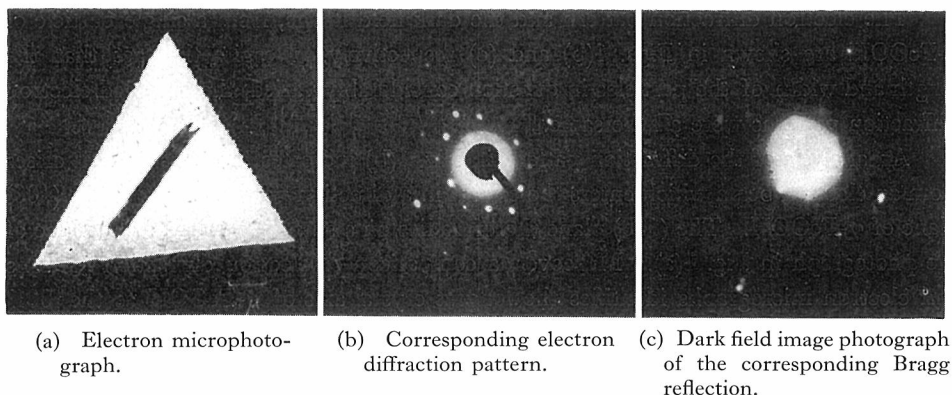 (a) Electron microphoto-
graph.
(b) Corresponding electron
diffraction pattern.
(c) Dark field image photograph
of the corresponding Bragg
reflection.